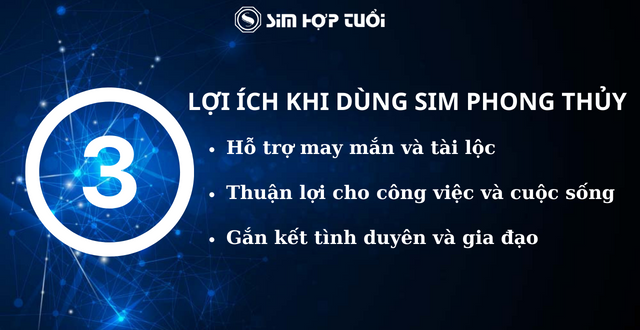 SIM HỢP TUỔI
LỢI ÍCH KHI DÙNG SIM PHONG THỦY
3
• Hỗ trợ may mắn và tài lộc
• Thuận lợi cho công việc và cuộc sống
• Gắn kết tình duyên và gia đạo